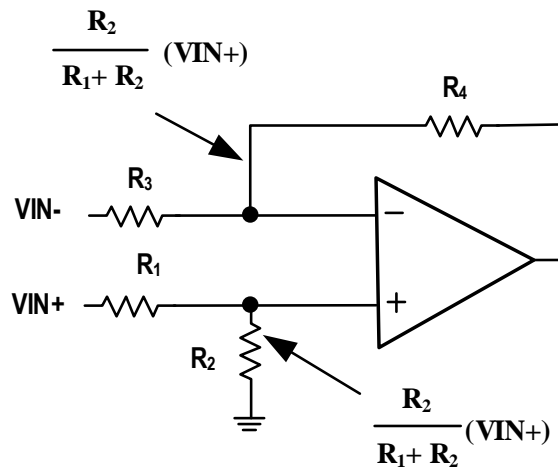 R₂
R₁+ R₂ (VIN+)
R₄
R₃
VIN-
R₁
VIN+
R₂
−
+
R₂
R₁+ R₂ (VIN+)